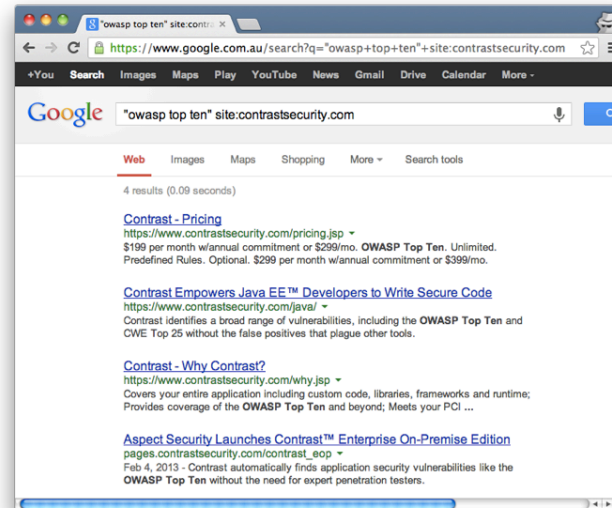 "owasp top ten" site:contra
https://www.google.com.au/search?q="owasp+top+ten"+site:contrastsecurity.com
+You Search Images Maps Play YouTube News Gmail Drive Calendar More
Google "owasp top ten" site:contrastsecurity.com
Web Images Maps Shopping More Search tools
4 results (0.09 seconds)
Contrast - Pricing
https://www.contrastsecurity.com/pricing.jsp
$199 per month w/annual commitment or $299/mo. OWASP Top Ten. Unlimited.
Predefined Rules. Optional. $299 per month w/annual commitment or $399/mo.
Contrast Empowers Java EE™ Developers to Write Secure Code
https://www.contrastsecurity.com/java/
Contrast identifies a broad range of vulnerabilities, including the OWASP Top Ten and
CWE Top 25 without the false positives that plague other tools.
Contrast - Why Contrast?
https://www.contrastsecurity.com/why.jsp
Covers your entire application including custom code, libraries, frameworks and runtime;
Provides coverage of the OWASP Top Ten and beyond; Meets your PCI ...
Aspect Security Launches Contrast™ Enterprise On-Premise Edition
pages.contrastsecurity.com/contrast_eop
Feb 4, 2013 - Contrast automatically finds application security vulnerabilities like the
OWASP Top Ten without the need for expert penetration testers.